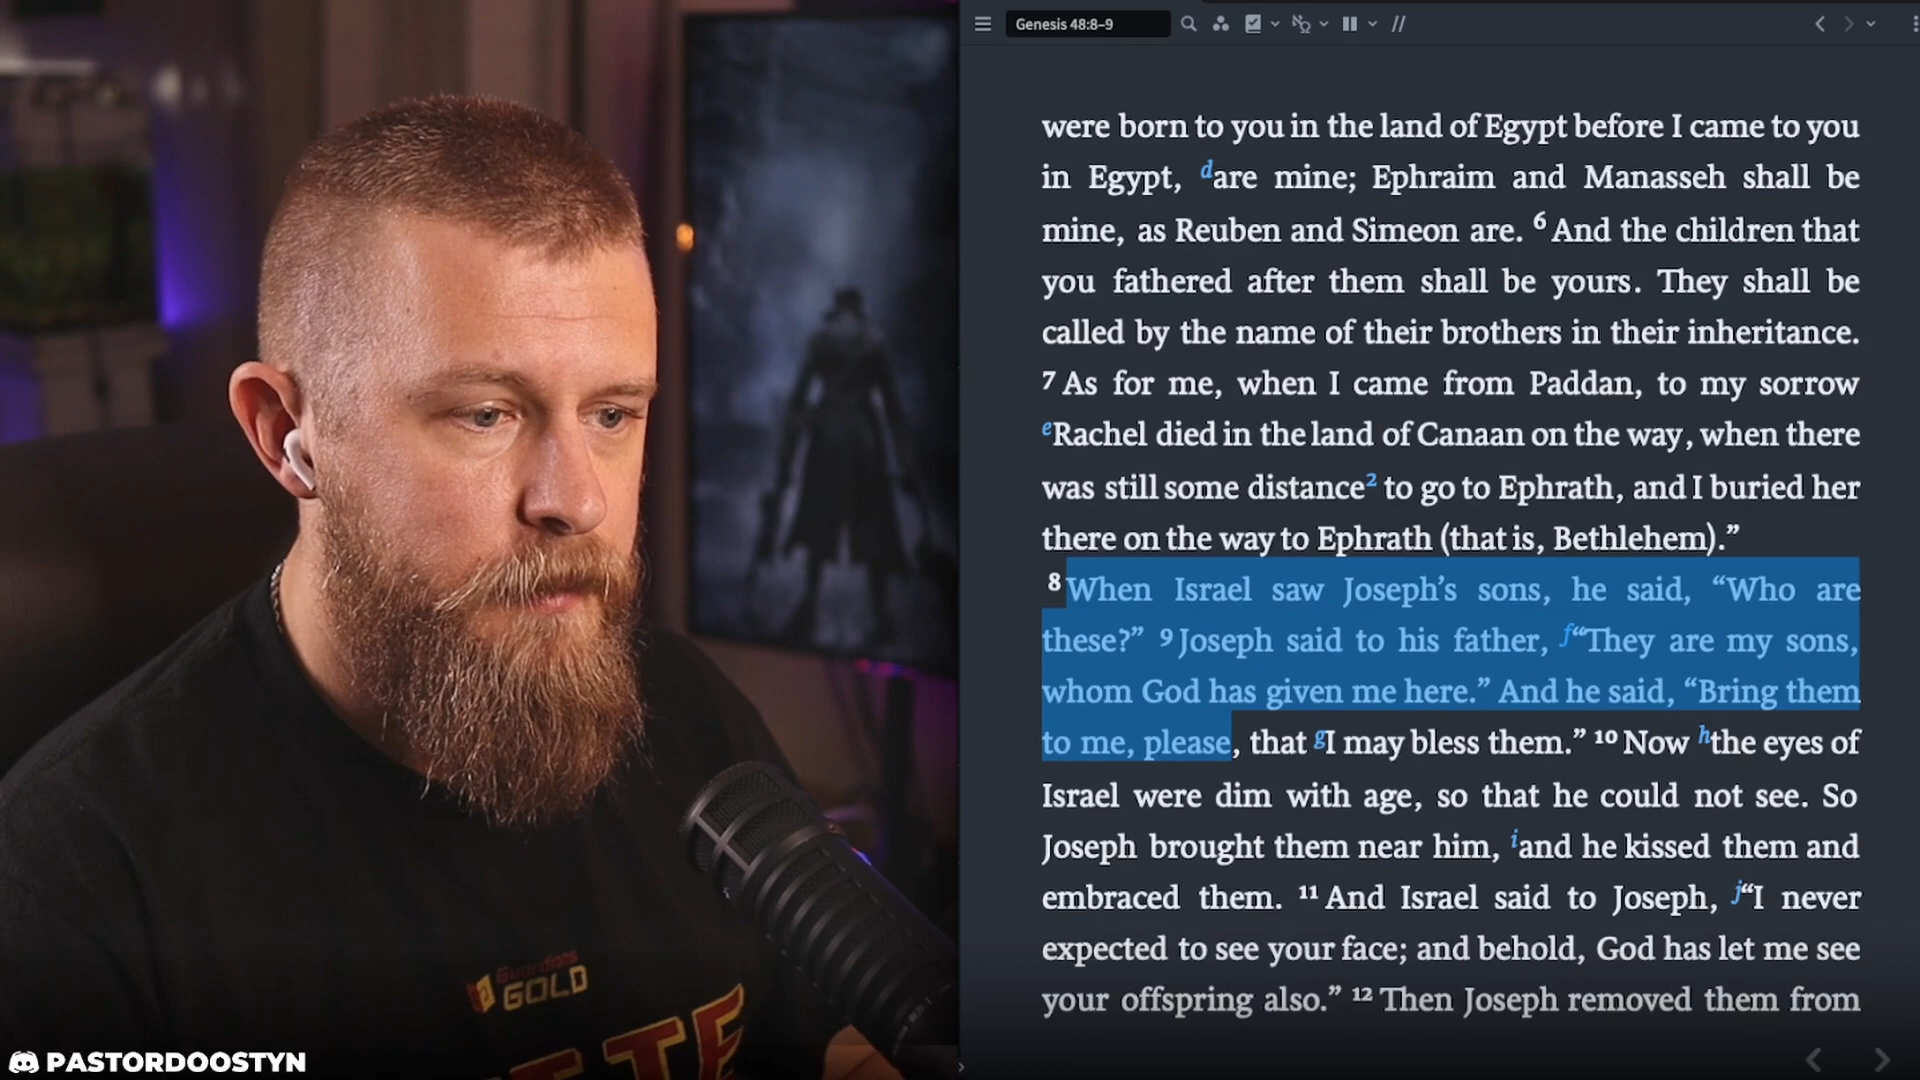 Genesis 48:8–9
were born to you in the land of Egypt before I came to you
in Egypt, dare mine; Ephraim and Manasseh shall be
mine, as Reuben and Simeon are. 6 And the children that
you fathered after them shall be yours. They shall be
called by the name of their brothers in their inheritance.
7 As for me, when I came from Paddan, to my sorrow
eRachel died in the land of Canaan on the way, when there
was still some distance2 to go to Ephrath, and I buried her
there on the way to Ephrath (that is, Bethlehem).”
8 When Israel saw Joseph’s sons, he said, “Who are
these?” 9 Joseph said to his father, f“They are my sons,
whom God has given me here.” And he said, “Bring them
to me, please, that gI may bless them.” 10 Now hthe eyes of
Israel were dim with age, so that he could not see. So
Joseph brought them near him, iand he kissed them and
embraced them. 11 And Israel said to Joseph, j“I never
expected to see your face; and behold, God has let me see
your offspring also.” 12 Then Joseph removed them from
Guardians
GOLD
PASTORDOOSTYN